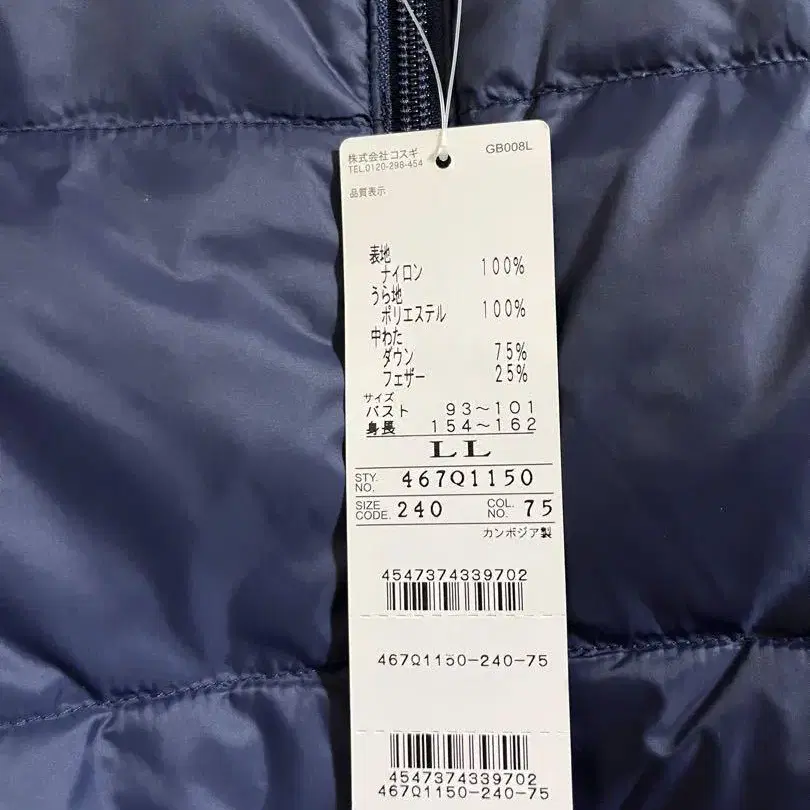 株式会社コスギ GB008L
TEL.0120-298-454
品質表示
表地
ナイロン 100%
うら地
ポリエステル 100%
中わた
ダウン 75%
フェザー 25%
サイズ
バスト 93～101
身長 154～162
LL
STY. NO. 467Q1150
SIZE CODE. 240 COL. NO. 75
カンボジア製
4547374339702
467Q1150-240-75
4547374339702
467Q1150-240-75